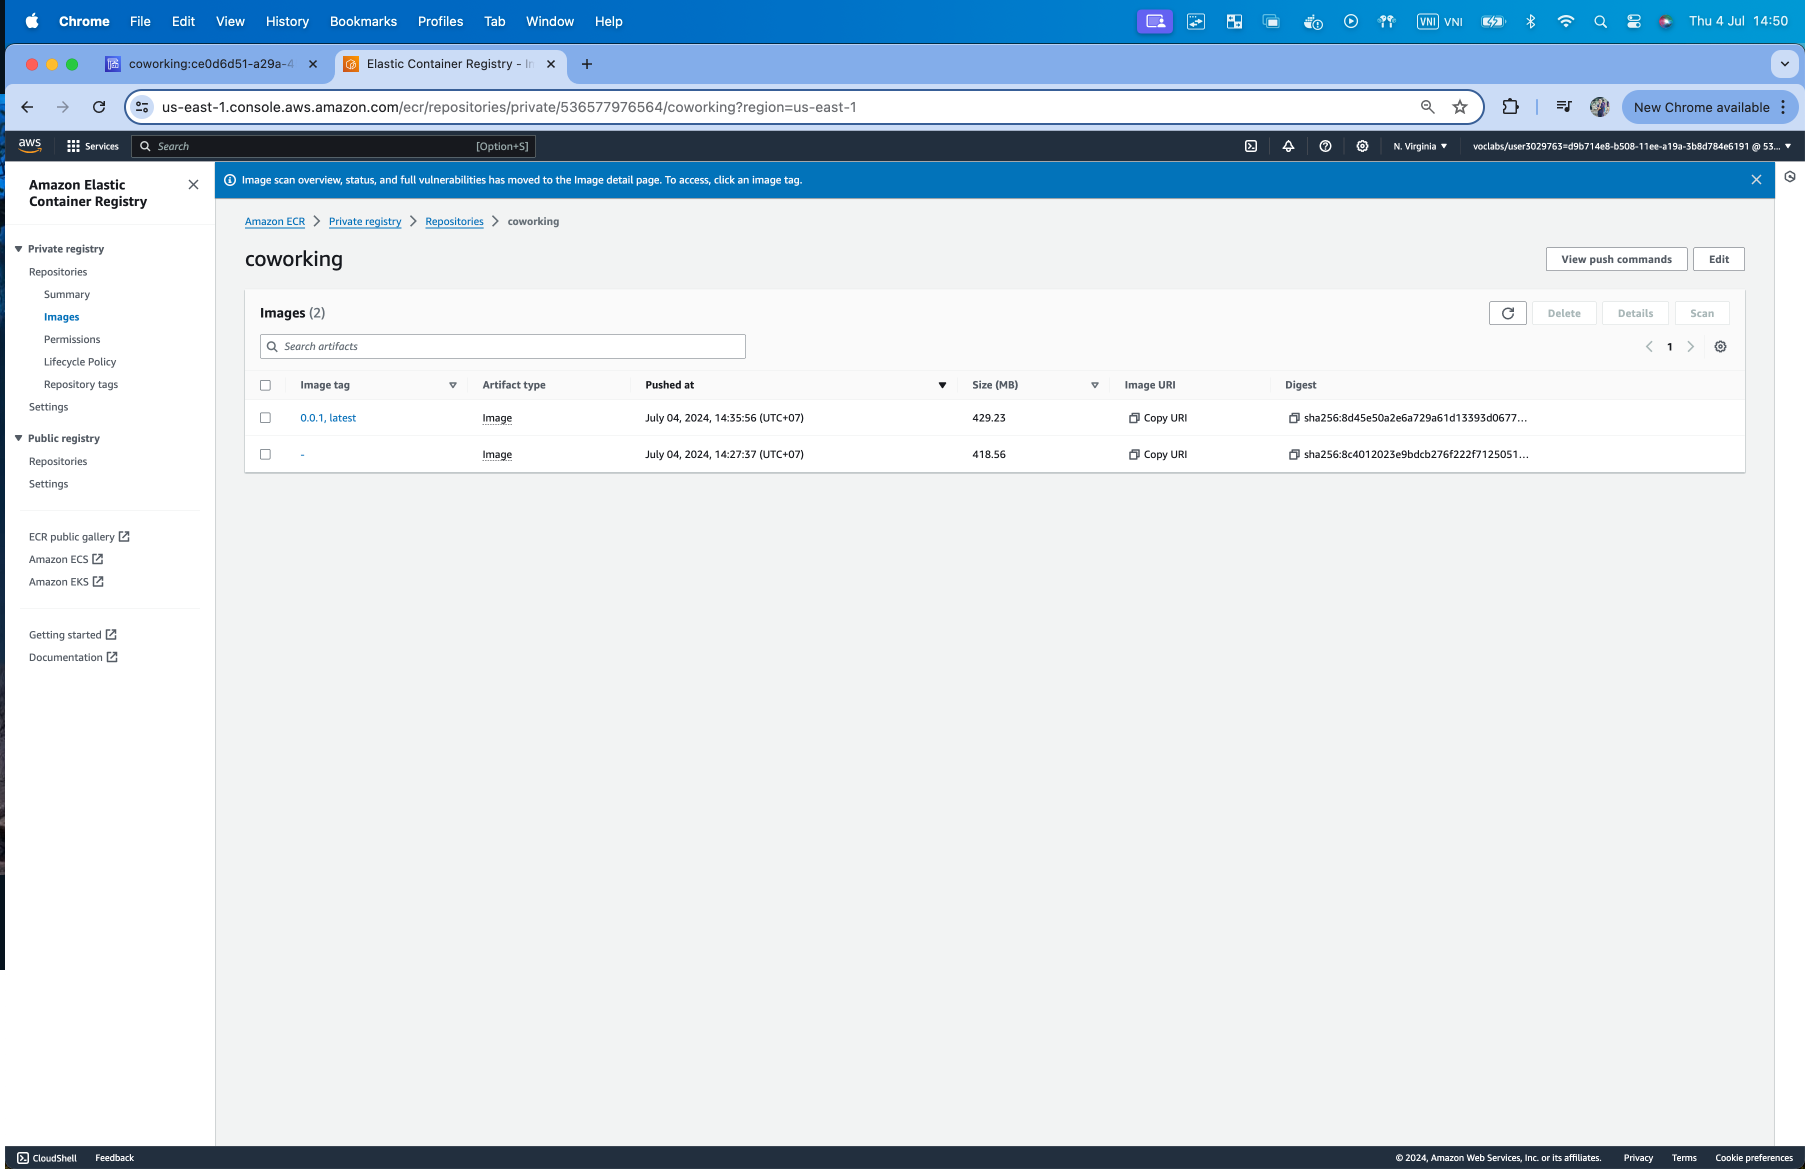 Chrome File Edit View History Bookmarks Profiles Tab Window Help VNI VNI Thu 4 Jul 14:50
coworking:ce0d6d51-a29a-4 Elastic Container Registry - In
us-east-1.console.aws.amazon.com/ecr/repositories/private/536577976564/coworking?region=us-east-1 New Chrome available
aws Services Search [Option+S] N. Virginia voclabs/user3029763=d9b714e8-b508-11ee-a19a-3b8d784e6191 @ 53...
Amazon Elastic
Container Registry
Private registry
Repositories
Summary
Images
Permissions
Lifecycle Policy
Repository tags
Settings
Public registry
Repositories
Settings
ECR public gallery
Amazon ECS
Amazon EKS
Getting started
Documentation
Image scan overview, status, and full vulnerabilities has moved to the Image detail page. To access, click an image tag.
Amazon ECR Private registry Repositories coworking
coworking View push commands Edit
Images (2) Delete Details Scan
Search artifacts 1
Image tag Artifact type Pushed at Size (MB) Image URI Digest
0.0.1, latest Image July 04, 2024, 14:35:56 (UTC+07) 429.23 Copy URI sha256:8d45e50a2e6a729a61d13393d0677...
- Image July 04, 2024, 14:27:37 (UTC+07) 418.56 Copy URI sha256:8c4012023e9bdcb276f222f7125051...
CloudShell Feedback © 2024, Amazon Web Services, Inc. or its affiliates. Privacy Terms Cookie preferences